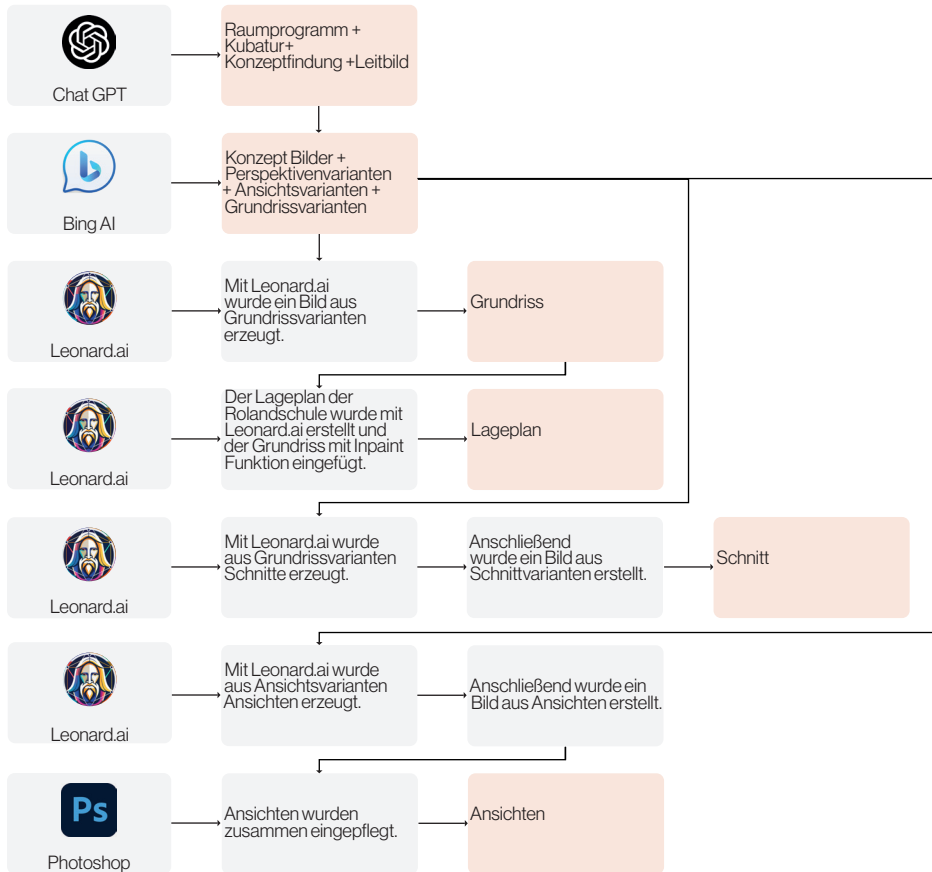 Raumprogramm +
Kubatur+
Konzeptfindung +Leitbild
Chat GPT
Konzept Bilder +
Perspektivenvarianten
+ Ansichtsvarianten +
Grundrissvarianten
Bing AI
Mit Leonard.ai
wurde ein Bild aus
Grundrissvarianten
erzeugt.
Grundriss
Leonard.ai
Der Lageplan der
Rolandschule wurde mit
Leonard.ai erstellt und
der Grundriss mit Inpaint
Funktion eingefügt.
Lageplan
Leonard.ai
Mit Leonard.ai wurde
aus Grundrissvarianten
Schnitte erzeugt.
Anschließend
wurde ein Bild aus
Schnittvarianten erstellt.
Schnitt
Leonard.ai
Mit Leonard.ai wurde
aus Ansichtsvarianten
Ansichten erzeugt.
Anschließend wurde ein
Bild aus Ansichten erstellt.
Leonard.ai
Ps
Ansichten wurden
zusammen eingepflegt.
Ansichten
Photoshop